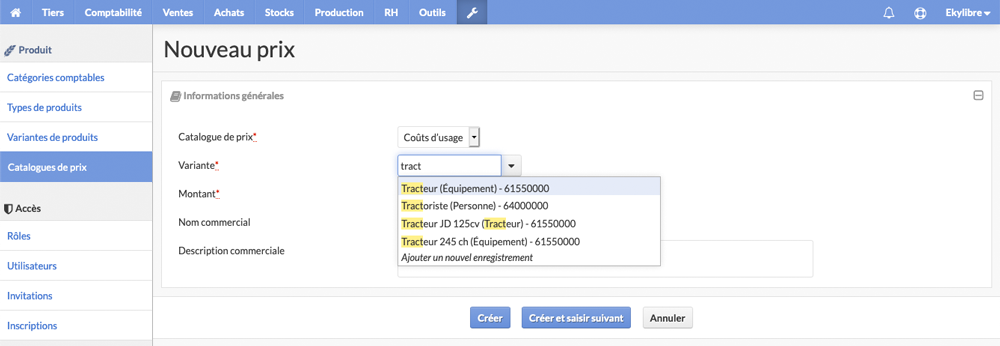 Tiers Comptabilité Ventes Achats Stocks Production RH Outils Ekylibre
Produit
Catégories comptables
Types de produits
Variantes de produits
Catalogues de prix
Accès
Rôles
Utilisateurs
Invitations
Inscriptions
Nouveau prix
Informations générales
Catalogue de prix* Coûts d'usage
Variante* tract
Tracteur (Équipement) - 61550000
Tractoriste (Personne) - 64000000
Tracteur JD 125cv (Tracteur) - 61550000
Tracteur 245 ch (Équipement) - 61550000
Ajouter un nouvel enregistrement
Montant*
Nom commercial
Description commerciale
Créer Créer et saisir suivant Annuler